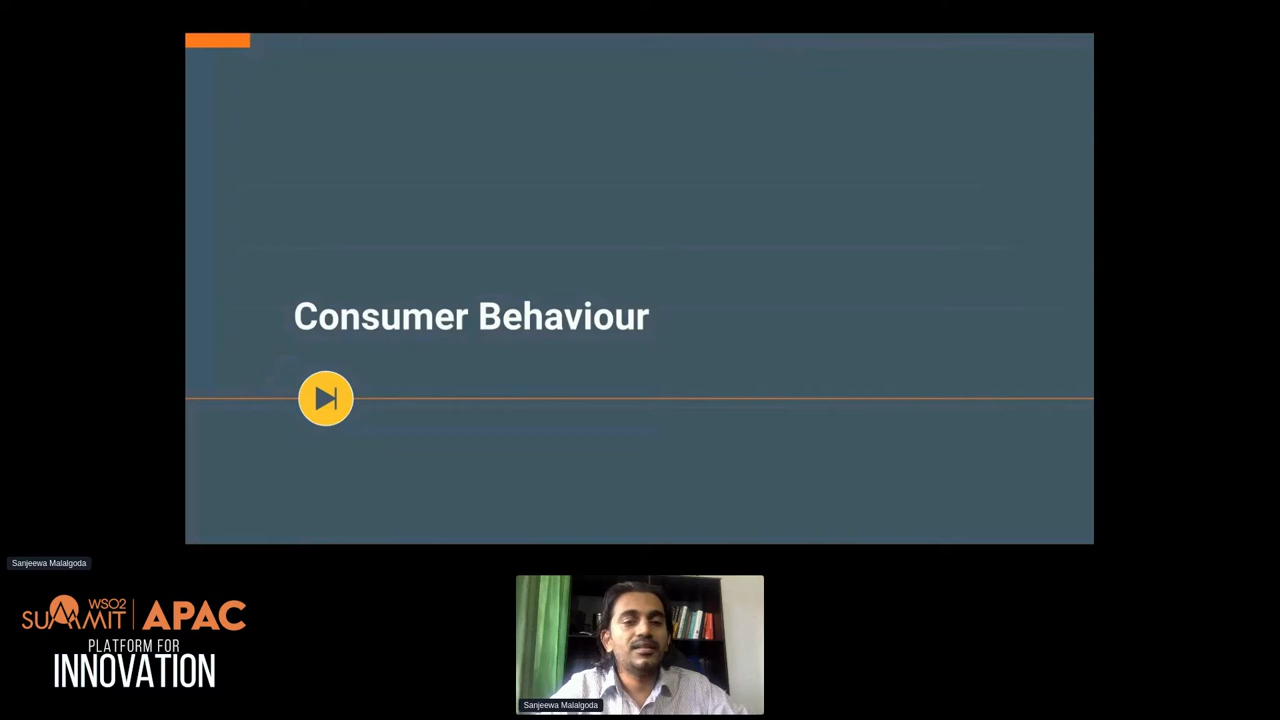 Consumer Behaviour
Sanjeewa Malalgoda
WSO2
SUMMIT APAC
PLATFORM FOR
INNOVATION
Sanjeewa Malalgoda